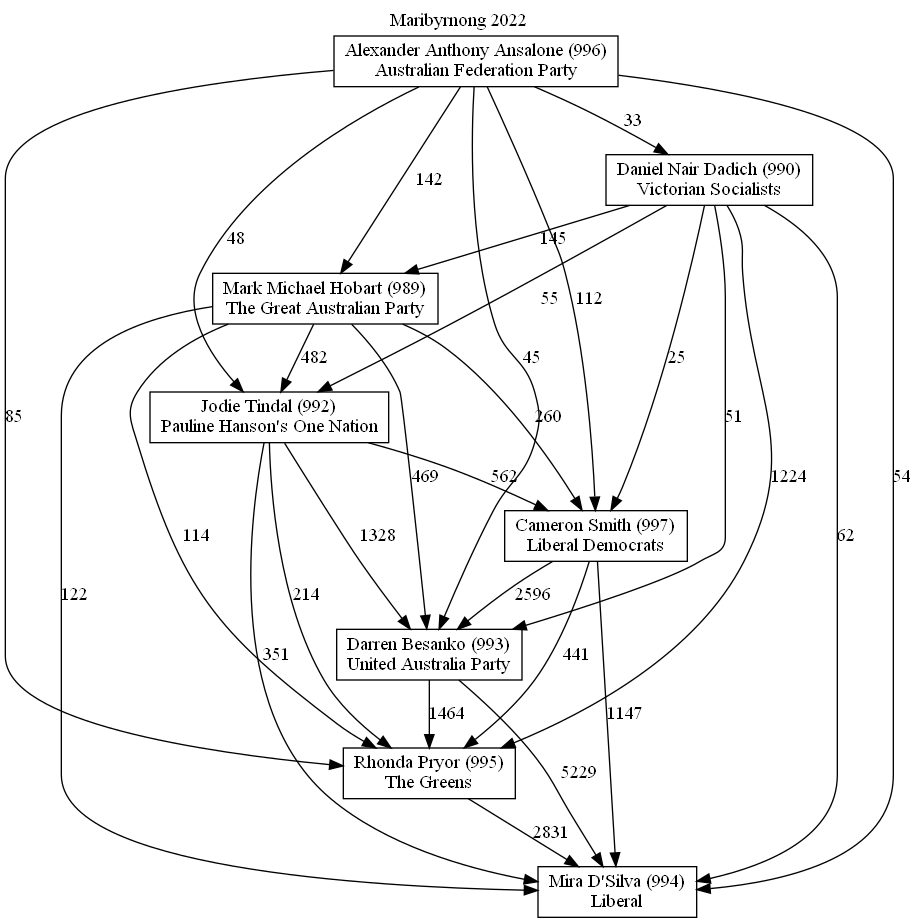 Maribyrnong 2022
Alexander Anthony Ansalone (996)
Australian Federation Party
33
Daniel Nair Dadich (990)
Victorian Socialists
142
48
145
Mark Michael Hobart (989)
The Great Australian Party
55
112
482
45
25
Jodie Tindal (992)
Pauline Hanson's One Nation
85
260
51
469
562
1224
54
Cameron Smith (997)
Liberal Democrats
114
1328
62
122
214
2596
Darren Besanko (993)
United Australia Party
351
441
1464
1147
Rhonda Pryor (995)
The Greens
5229
2831
Mira D'Silva (994)
Liberal